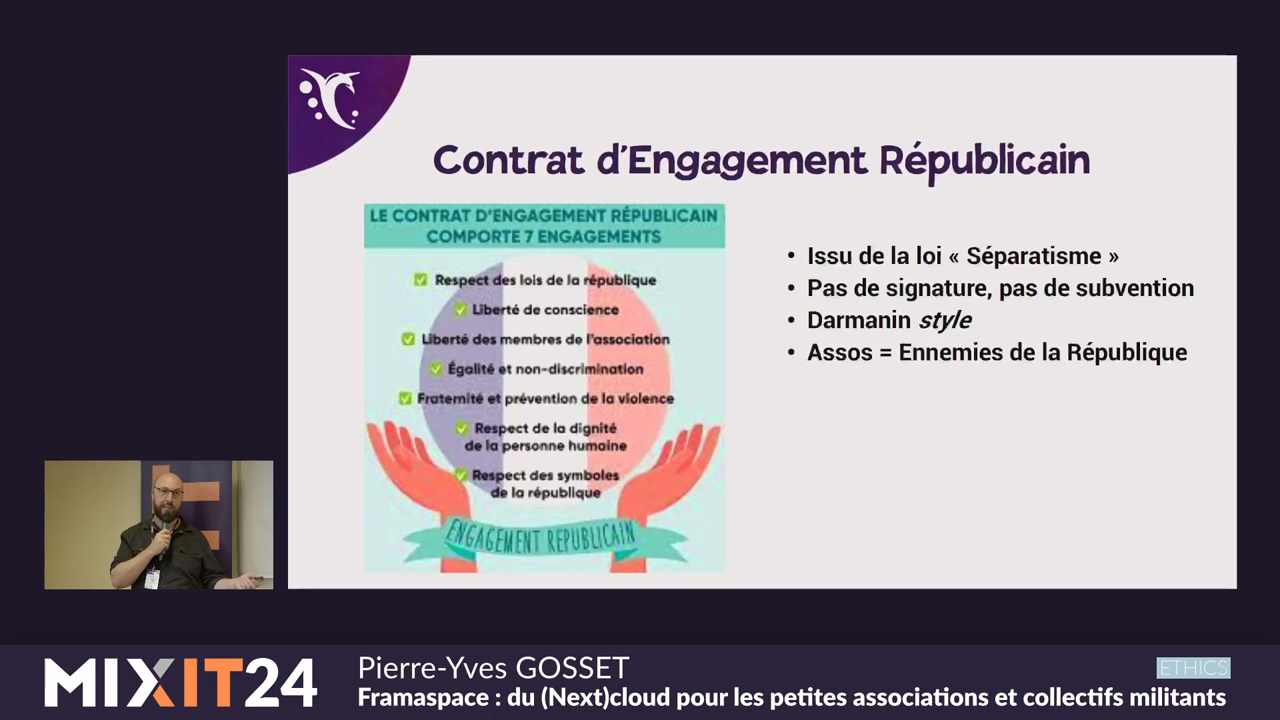 Contrat d'Engagement Républicain
LE CONTRAT D'ENGAGEMENT RÉPUBLICAIN
COMPORTE 7 ENGAGEMENTS
Respect des lois de la république
Liberté de conscience
Liberté des membres de l'association
Égalité et non-discrimination
Fraternité et prévention de la violence
Respect de la dignité
de la personne humaine
Respect des symboles
de la république
ENGAGEMENT REPUBLICAIN
• Issu de la loi « Séparatisme »
• Pas de signature, pas de subvention
• Darmanin style
• Assos = Ennemies de la République
MIXIT24
Pierre-Yves GOSSET
ETHICS
Framaspace : du (Next)cloud pour les petites associations et collectifs militants